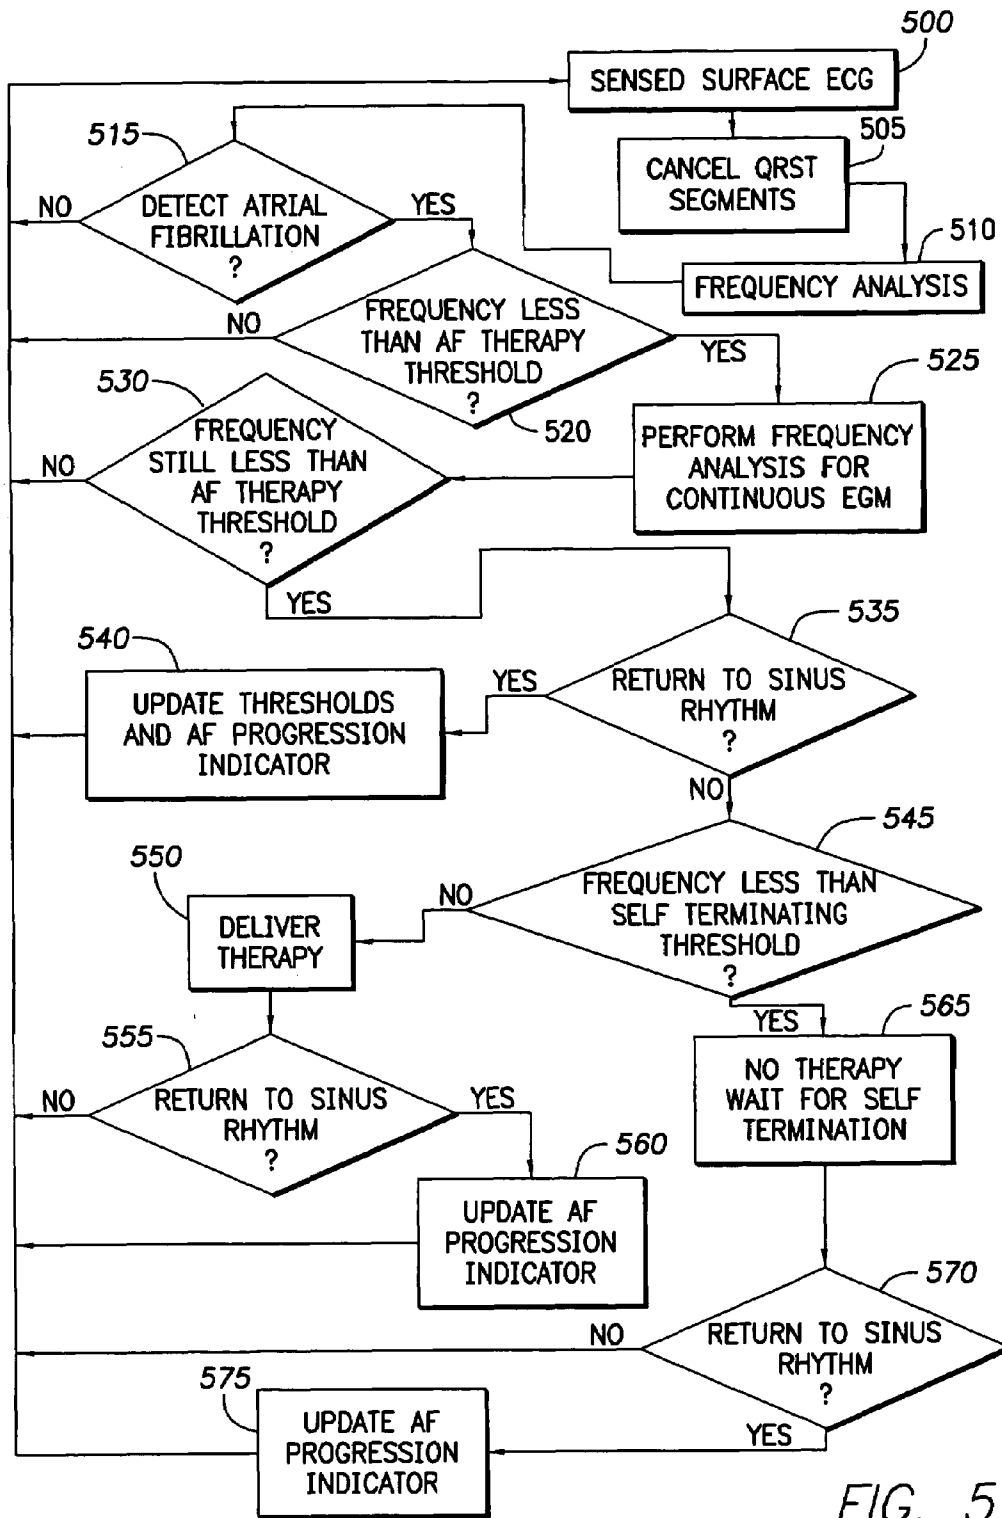 500
SENSED SURFACE ECG
505
CANCEL QRST
SEGMENTS
510
FREQUENCY ANALYSIS
515
DETECT ATRIAL
FIBRILLATION
?
NO
YES
FREQUENCY LESS
THAN AF THERAPY
THRESHOLD
?
520
NO
YES
525
PERFORM FREQUENCY
ANALYSIS FOR
CONTINUOUS EGM
530
FREQUENCY
STILL LESS THAN
AF THERAPY
THRESHOLD
?
NO
YES
535
RETURN TO SINUS
RHYTHM
?
YES
NO
540
UPDATE THRESHOLDS
AND AF PROGRESSION
INDICATOR
545
FREQUENCY LESS THAN
SELF TERMINATING
THRESHOLD
?
NO
YES
550
DELIVER
THERAPY
555
RETURN TO SINUS
RHYTHM
?
NO
YES
560
UPDATE AF
PROGRESSION
INDICATOR
565
NO THERAPY
WAIT FOR SELF
TERMINATION
570
RETURN TO SINUS
RHYTHM
?
NO
YES
575
UPDATE AF
PROGRESSION
INDICATOR
FIG. 5